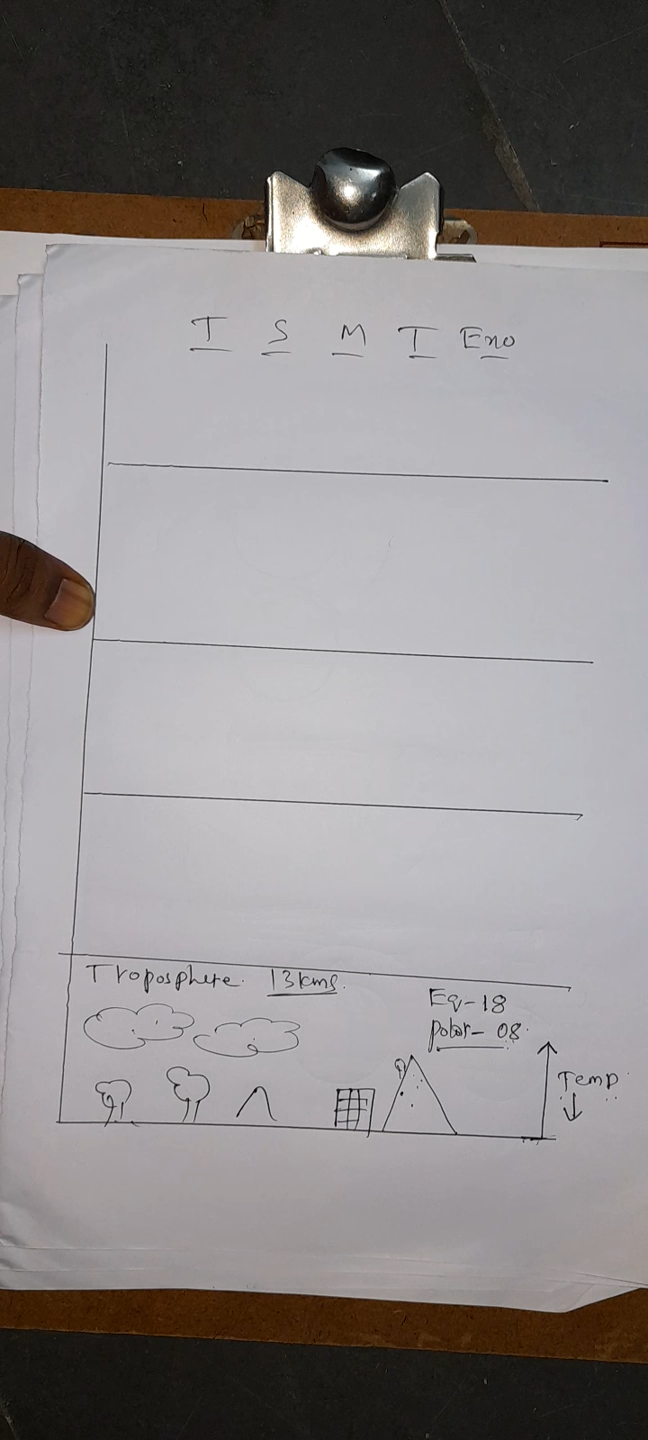 T S M T Exo
Troposphere. 13kms.
Eq-18
polar- 08.
Temp